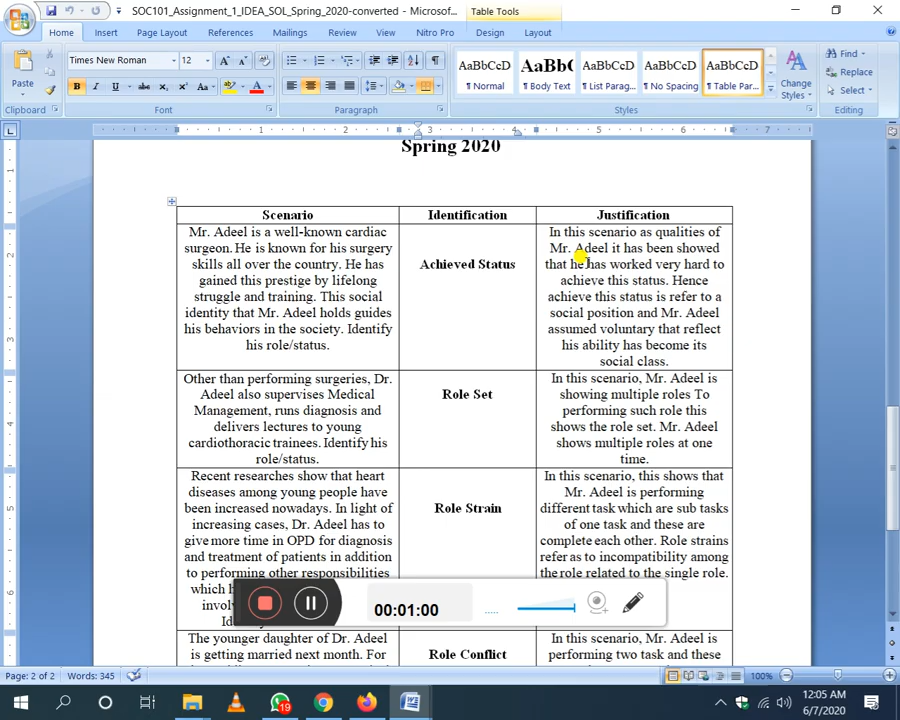 SOC101_Assignment_1_IDEA_SOL_Spring_2020-converted - Microsoft...
Table Tools
Home Insert Page Layout References Mailings Review View Nitro Pro Design Layout
Times New Roman 12
Paste
AaBbCcD AaBb( AaBbCcD AaBbCcD AaBbCcD
¶ Normal ¶ Body Text ¶ List Parag... ¶ No Spacing ¶ Table Par...
Change Styles
Find
Replace
Select
Clipboard Font Paragraph Styles Editing
Spring 2020
Scenario Identification Justification
Mr. Adeel is a well-known cardiac
surgeon. He is known for his surgery
skills all over the country. He has
gained this prestige by lifelong
struggle and training. This social
identity that Mr. Adeel holds guides
his behaviors in the society. Identify
his role/status.
Achieved Status
In this scenario as qualities of
Mr. Adeel it has been showed
that he has worked very hard to
achieve this status. Hence
achieve this status is refer to a
social position and Mr. Adeel
assumed voluntary that reflect
his ability has become its
social class.
Other than performing surgeries, Dr.
Adeel also supervises Medical
Management, runs diagnosis and
delivers lectures to young
cardiothoracic trainees. Identify his
role/status.
Role Set
In this scenario, Mr. Adeel is
showing multiple roles To
performing such role this
shows the role set. Mr. Adeel
shows multiple roles at one
time.
Recent researches show that heart
diseases among young people have
been increased nowadays. In light of
increasing cases, Dr. Adeel has to
give more time in OPD for diagnosis
and treatment of patients in addition
to performing other responsibilities
which
Role Strain
In this scenario, this shows that
Mr. Adeel is performing
different task which are sub tasks
of one task and these are
complete each other. Role strains
refer as to incompatibility among
the role related to the single role.
00:01:00
The younger daughter of Dr. Adeel
is getting married next month. For
Role Conflict
In this scenario, Mr. Adeel is
performing two task and these
Page: 2 of 2 Words: 345 100%
19
12:05 AM
6/7/2020